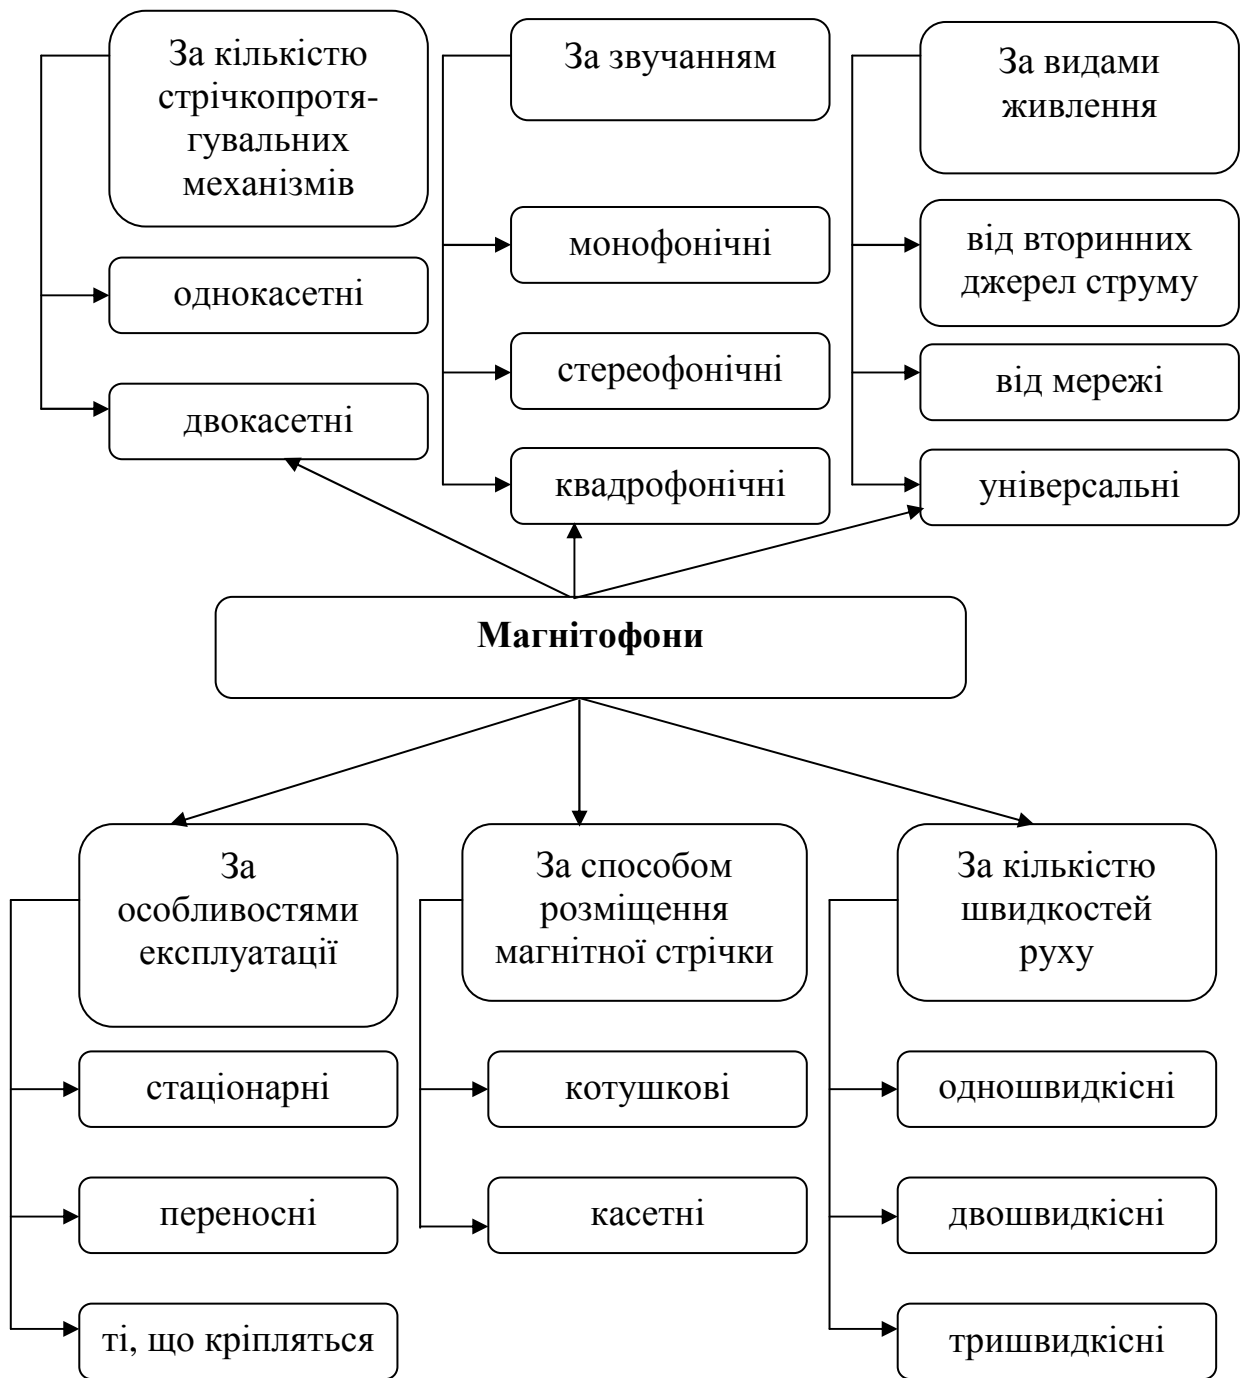 За кількістю
стрічкопротя-
гувальних
механізмів
однокасетні
двокасетні
За звучанням
монофонічні
стереофонічні
квадрофонічні
За видами
живлення
від вторинних
джерел струму
від мережі
універсальні
Магнітофони
За
особливостями
експлуатації
стаціонарні
переносні
ті, що кріпляться
За способом
розміщення
магнітної стрічки
котушкові
касетні
За кількістю
швидкостей
руху
одношвидкісні
двошвидкісні
тришвидкісні